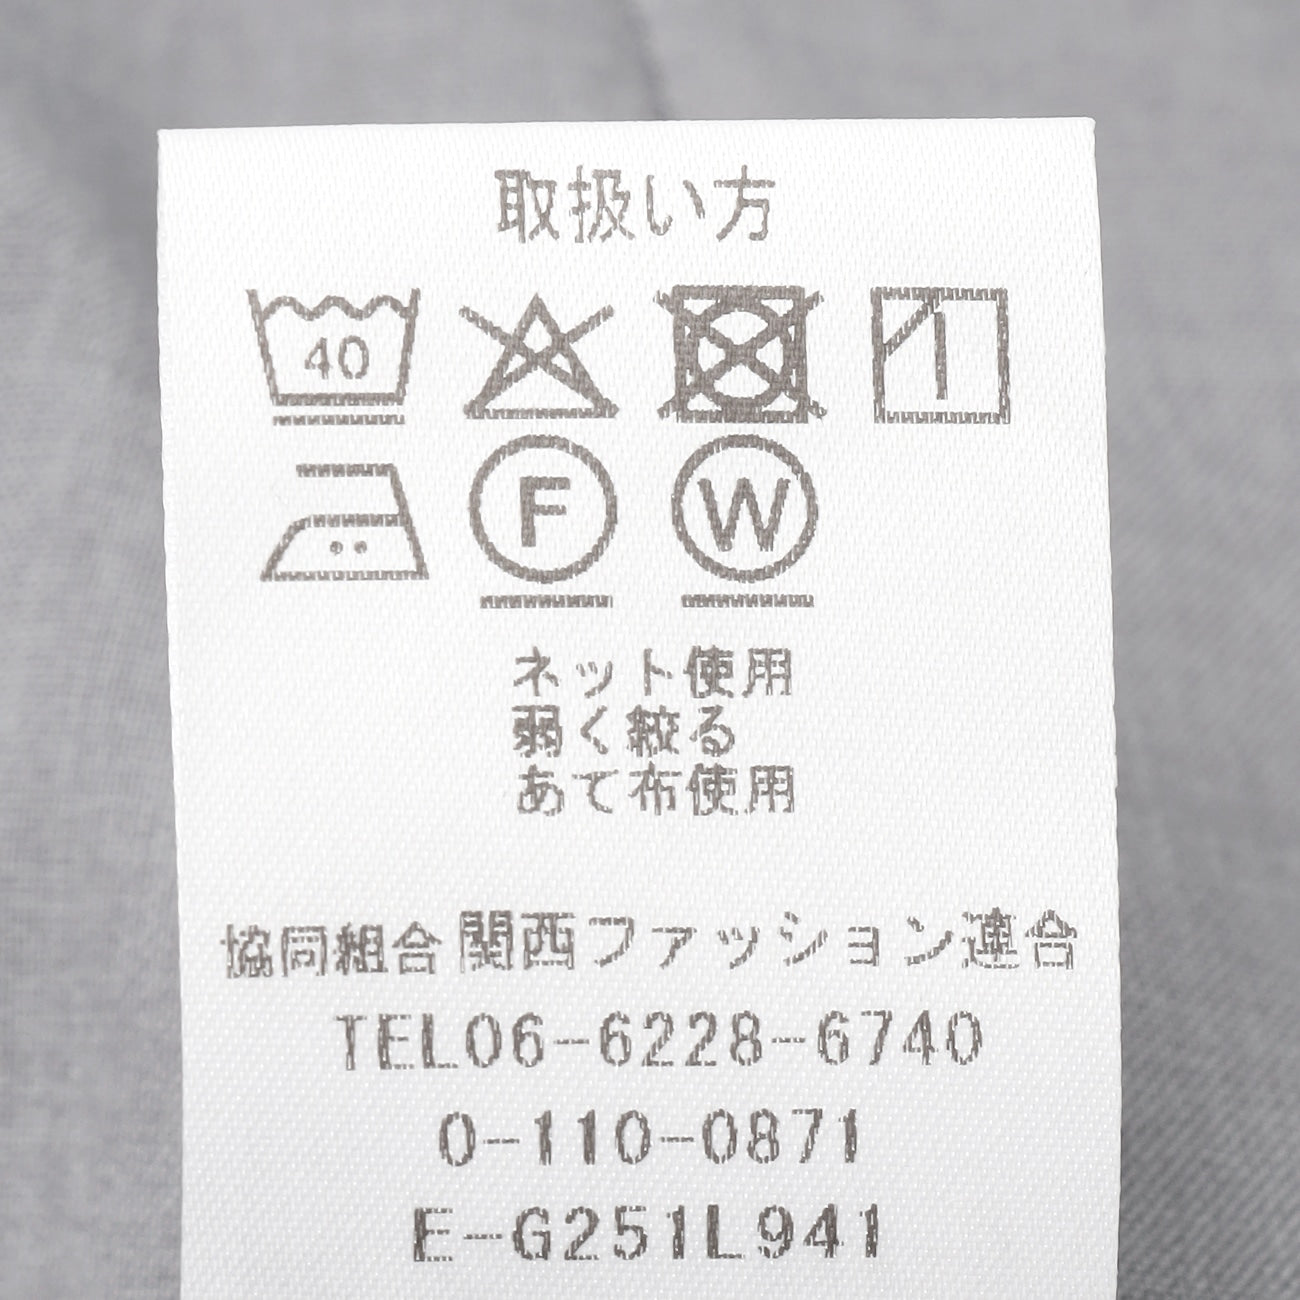 取扱い方
40
F W
ネット使用
弱く絞る
あて布使用
協同組合 関西ファッション連合
TEL06-6228-6740
0-110-0871
E-G251L941